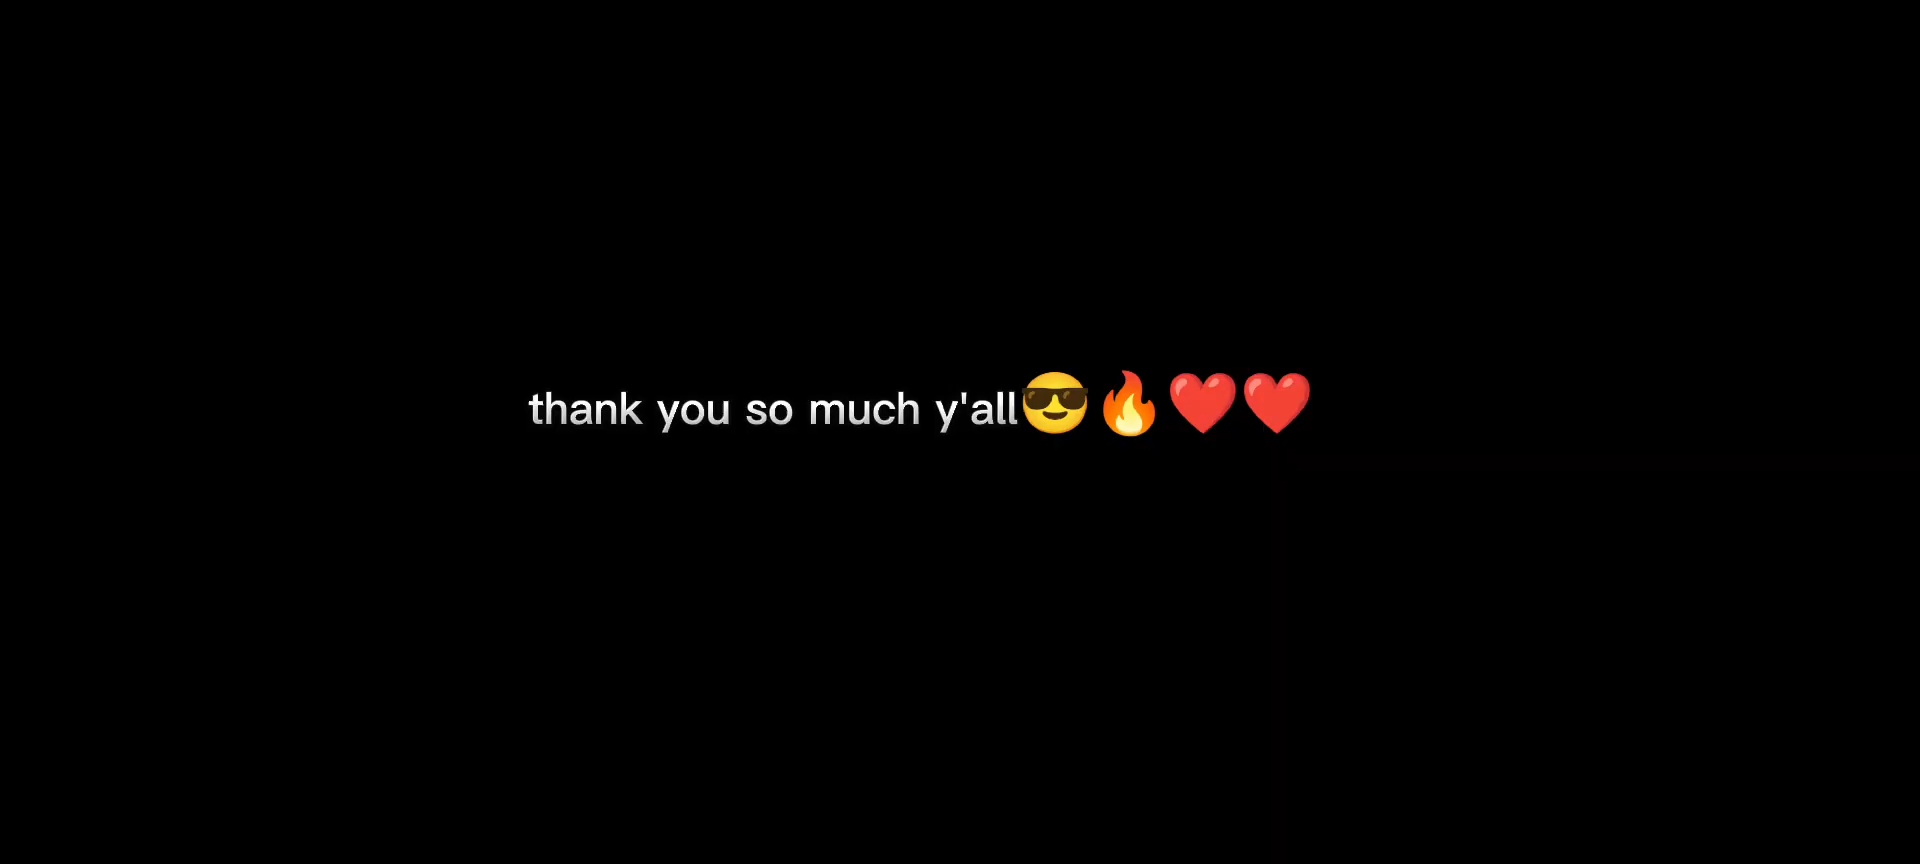 thank you so much y'all😎🔥❤️❤️